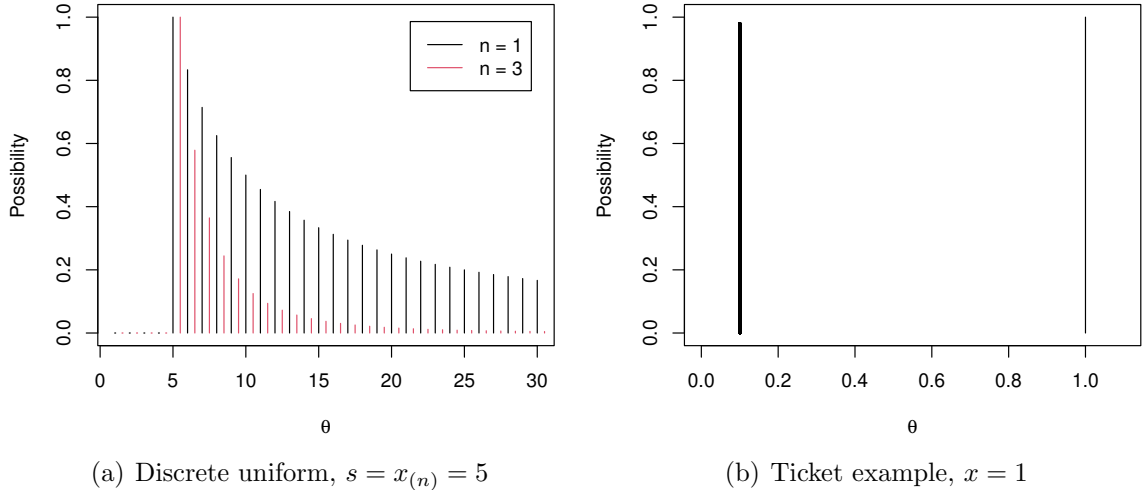 Possibility
1.0
0.8
0.6
0.4
0.2
0.0
n = 1
n = 3
0 5 10 15 20 25 30
θ
(a) Discrete uniform, s = x(n) = 5
Possibility
1.0
0.8
0.6
0.4
0.2
0.0
0.0 0.2 0.4 0.6 0.8 1.0
θ
(b) Ticket example, x = 1